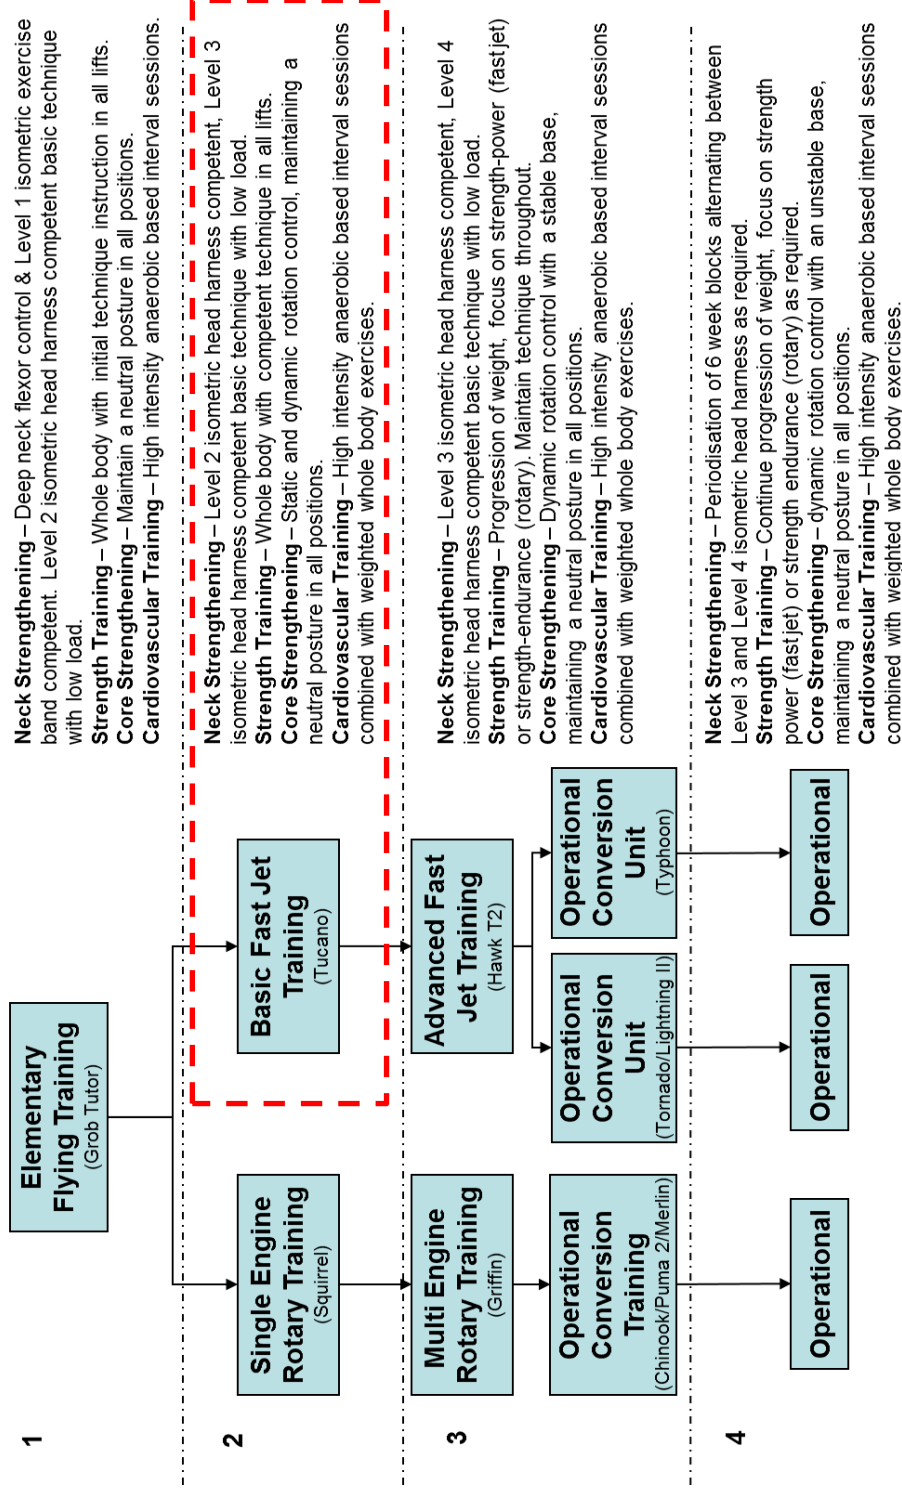 1
Elementary
Flying Training
(Grob Tutor)
Neck Strengthening – Deep neck flexor control & Level 1 isometric exercise
band competent. Level 2 isometric head harness competent basic technique
with low load.
Strength Training – Whole body with initial technique instruction in all lifts.
Core Strengthening – Maintain a neutral posture in all positions.
Cardiovascular Training – High intensity anaerobic based interval sessions.
2
Single Engine
Rotary Training
(Squirrel)
Basic Fast Jet
Training
(Tucano)
Neck Strengthening – Level 2 isometric head harness competent, Level 3
isometric head harness competent basic technique with low load.
Strength Training – Whole body with competent technique in all lifts.
Core Strengthening – Static and dynamic rotation control, maintaining a
neutral posture in all positions.
Cardiovascular Training – High intensity anaerobic based interval sessions
combined with weighted whole body exercises.
3
Multi Engine
Rotary Training
(Griffin)
Advanced Fast
Jet Training
(Hawk T2)
Operational
Conversion
Training
(Chinook/Puma 2/Merlin)
Operational
Conversion
Unit
(Tornado/Lightning II)
Operational
Conversion
Unit
(Typhoon)
Neck Strengthening – Level 3 isometric head harness competent, Level 4
isometric head harness competent basic technique with low load.
Strength Training – Progression of weight, focus on strength-power (fast jet)
or strength-endurance (rotary). Maintain technique throughout.
Core Strengthening – Dynamic rotation control with a stable base,
maintaining a neutral posture in all positions.
Cardiovascular Training – High intensity anaerobic based interval sessions
combined with weighted whole body exercises.
4
Operational
Operational
Operational
Neck Strengthening – Periodisation of 6 week blocks alternating between
Level 3 and Level 4 isometric head harness as required.
Strength Training – Continue progression of weight, focus on strength
power (fast jet) or strength endurance (rotary) as required.
Core Strengthening – dynamic rotation control with an unstable base,
maintaining a neutral posture in all positions.
Cardiovascular Training – High intensity anaerobic based interval sessions
combined with weighted whole body exercises.